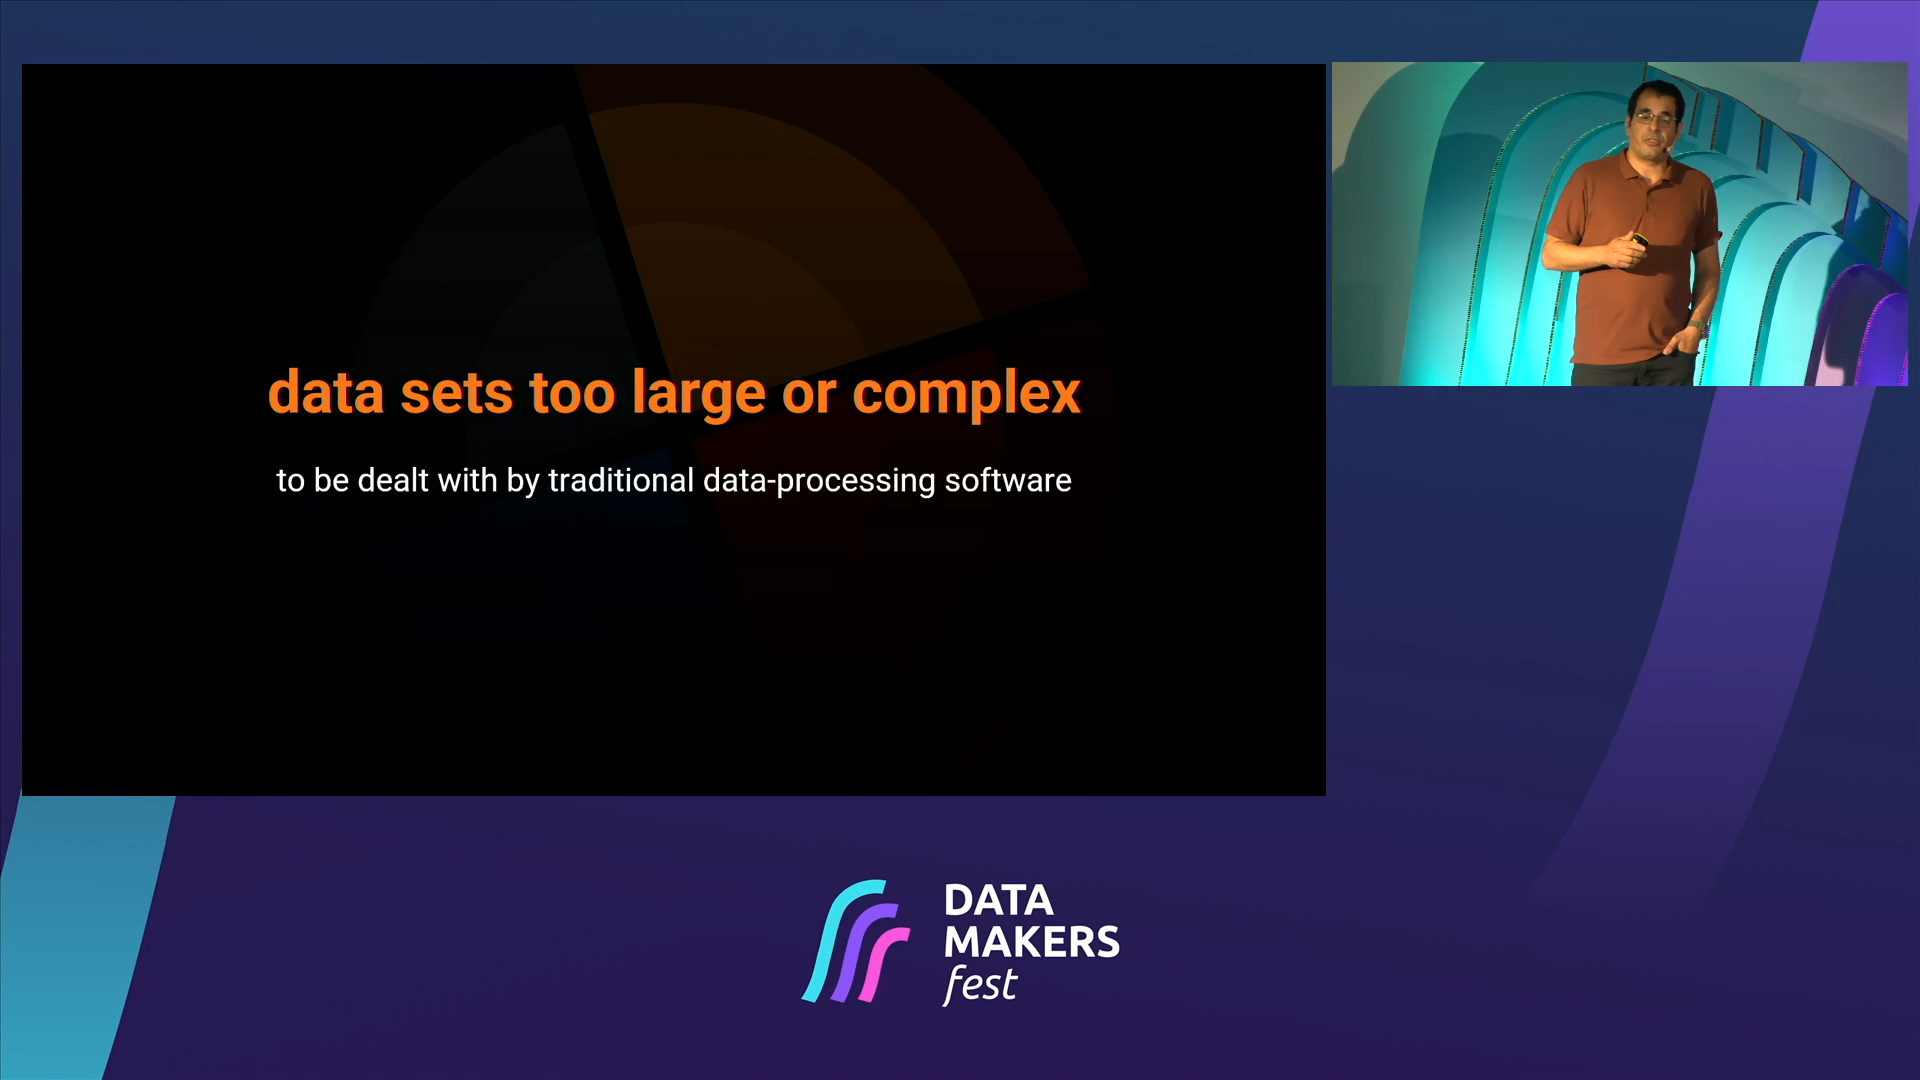 data sets too large or complex
to be dealt with by traditional data-processing software
DATA
MAKERS
fest